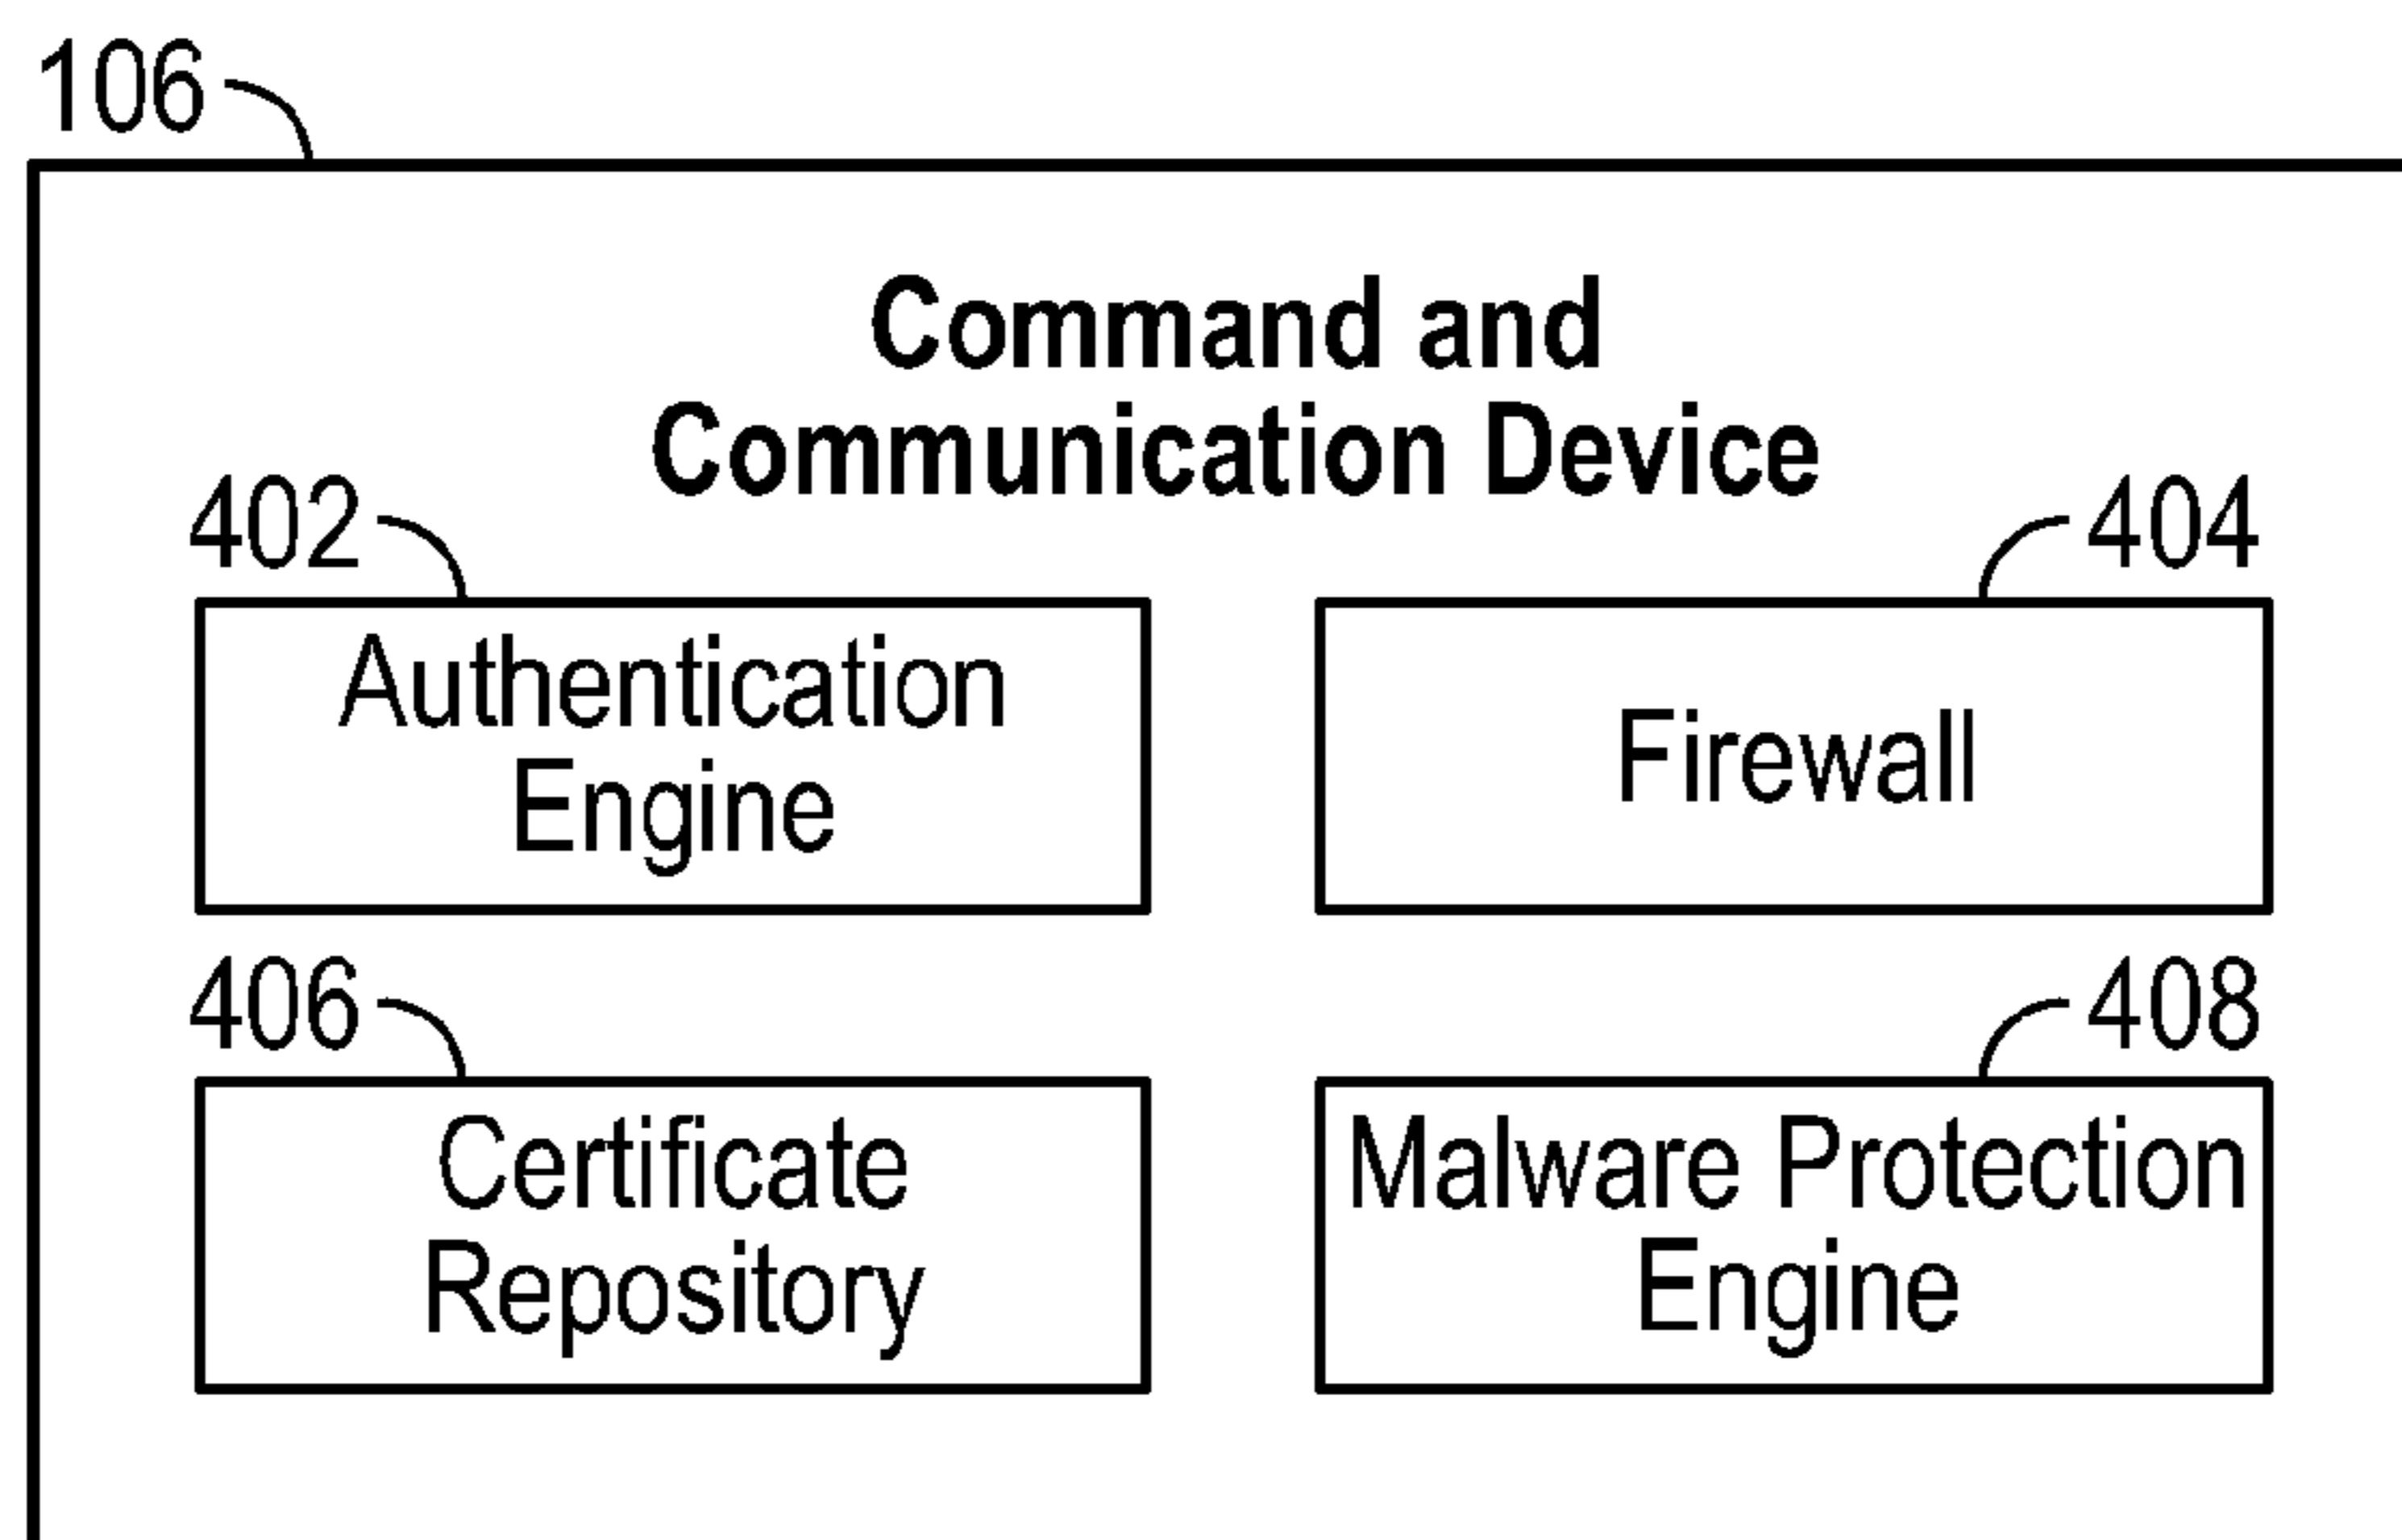 106
Command and
Communication Device
402
404
Authentication
Engine
Firewall
406
408
Certificate
Repository
Malware Protection
Engine